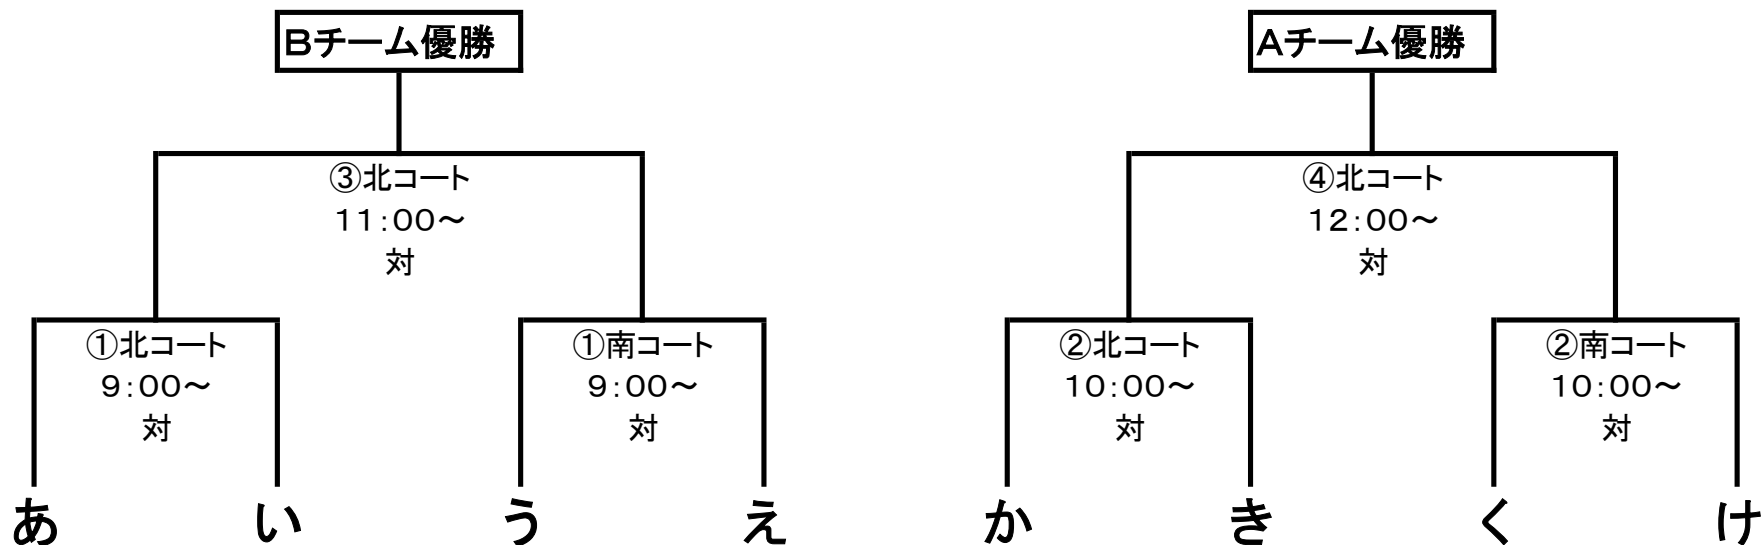 Bチーム優勝
Aチーム優勝
③北コート
11:00～
対
④北コート
12:00～
対
①北コート
9:00～
対
①南コート
9:00～
対
②北コート
10:00～
対
②南コート
10:00～
対
あ
い
う
え
か
き
く
け